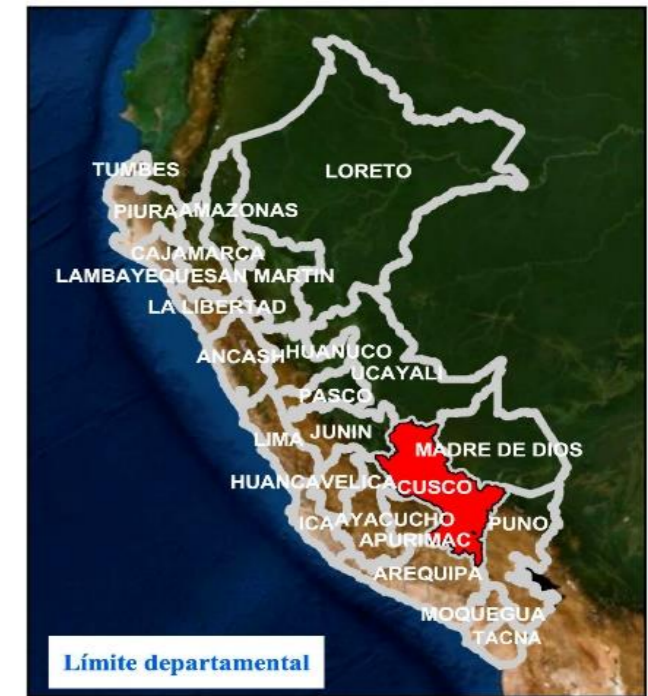 TUMBES
LORETO
PIURA
AMAZONAS
CAJAMARCA
LAMBAYEQUE
SAN MARTIN
LA LIBERTAD
ANCASH
HUANUCO
UCAYALI
PASCO
LIMA
JUNIN
MADRE DE DIOS
HUANCAVELICA
CUSCO
ICA
AYACUCHO
PUNO
APURIMAC
AREQUIPA
MOQUEGUA
TACNA
Límite departamental